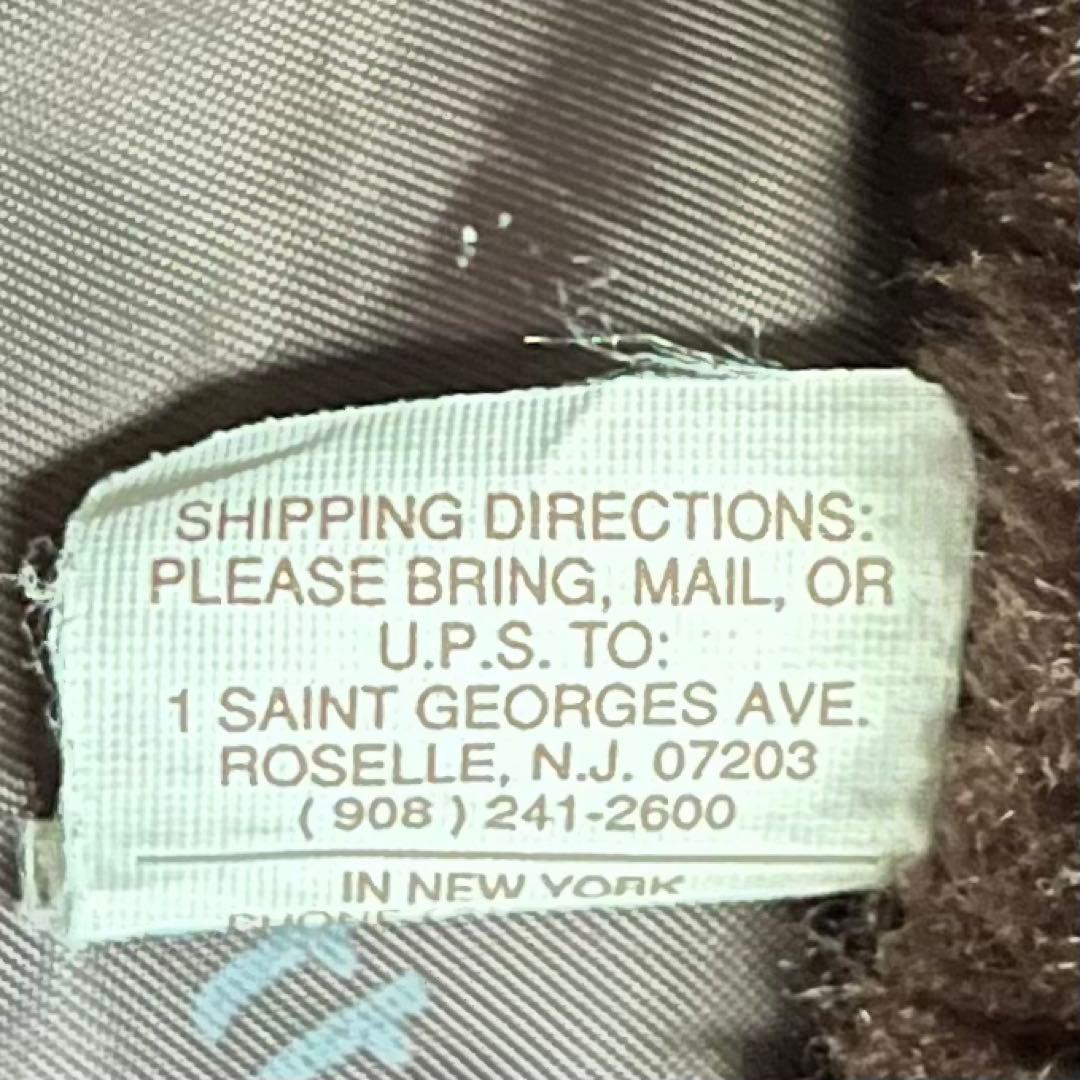 SHIPPING DIRECTIONS:
PLEASE BRING, MAIL, OR
U.P.S. TO:
1 SAINT GEORGES AVE.
ROSELLE, N.J. 07203
( 908 ) 241-2600
IN NEW YORK
PHONE